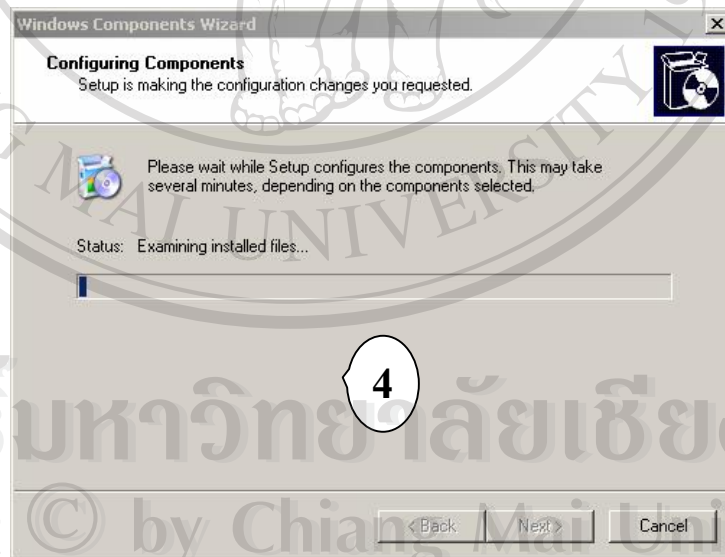 Windows Components Wizard
Configuring Components
Setup is making the configuration changes you requested.
Please wait while Setup configures the components. This may take
several minutes, depending on the components selected.
Status: Examining installed files...
MAI UNIVERSITY
4
มหาวิทยาลัยเชีย
< Back Next > Cancel
© by Chiang Mai Uni